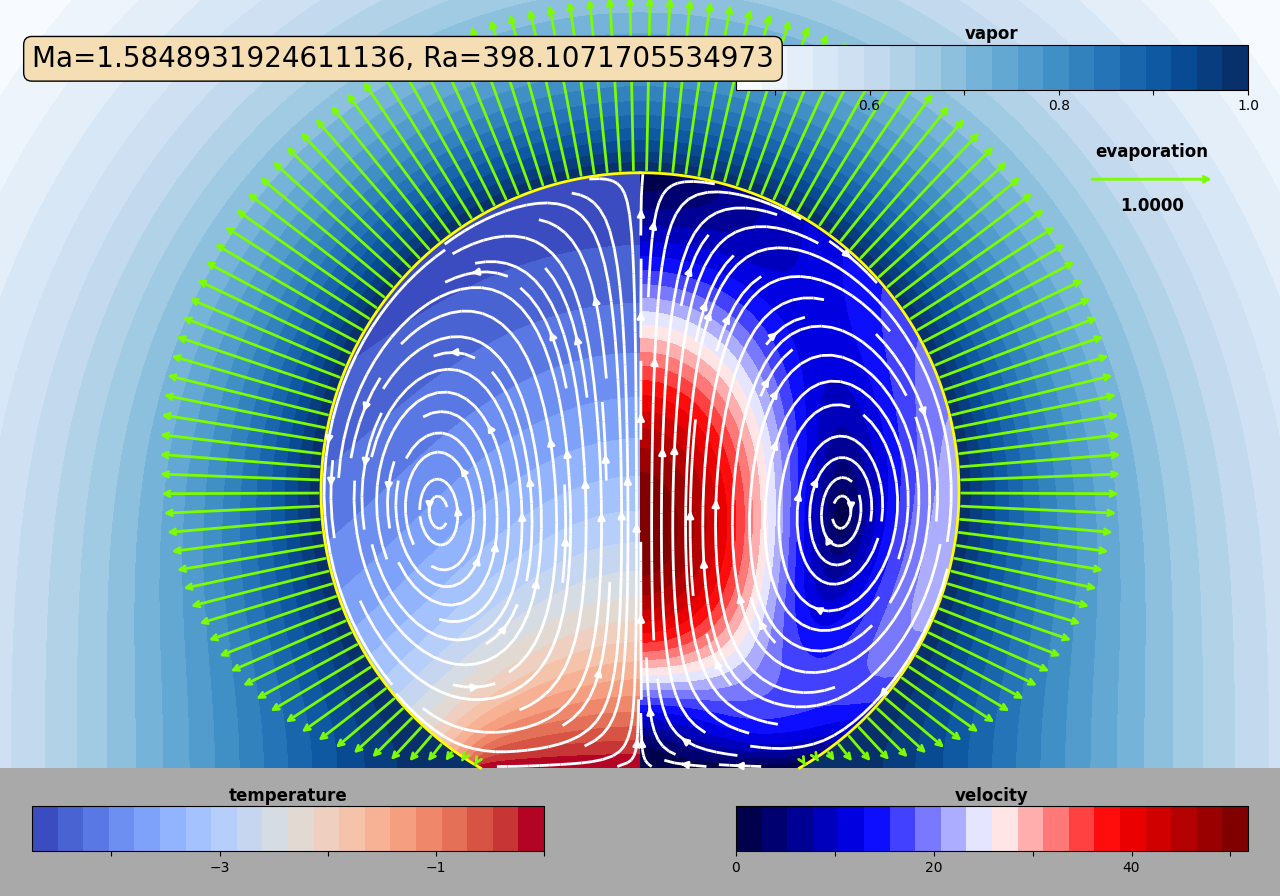 vapor
Ma=1.5848931924611136, Ra=398.1071705534973
0.6 0.8 1.0
evaporation
1.0000
temperature
−3 −1
velocity
0 20 40